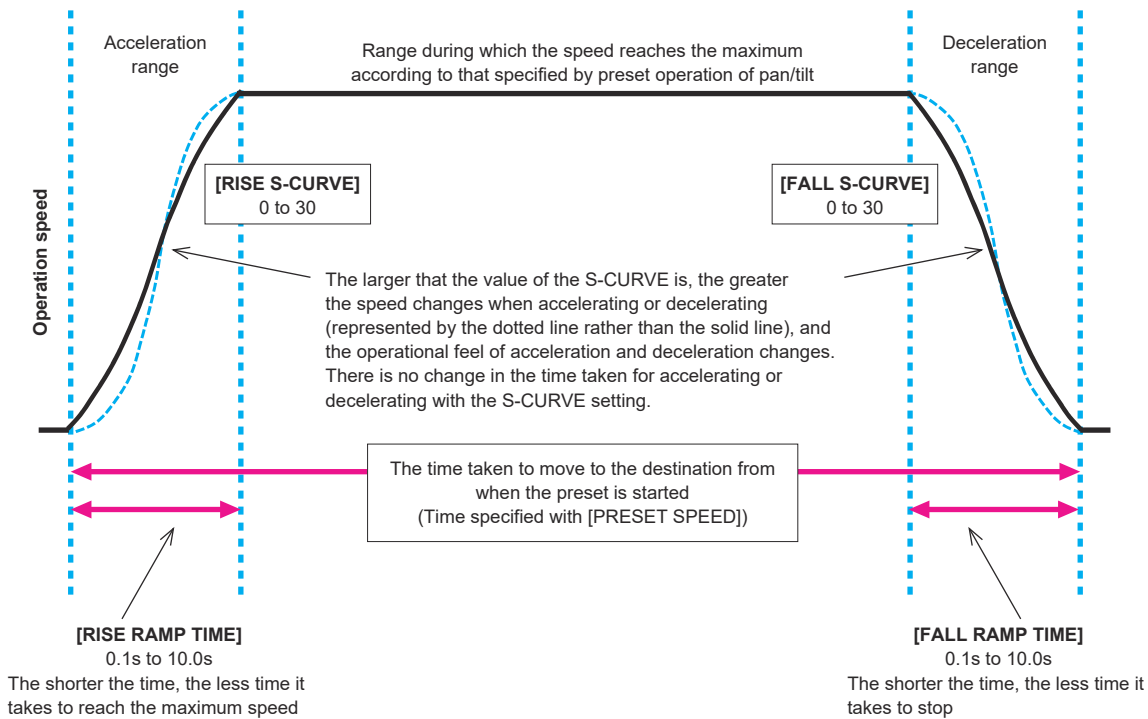 Acceleration
range
Range during which the speed reaches the maximum
according to that specified by preset operation of pan/tilt
Deceleration
range
Operation speed
[RISE S-CURVE]
0 to 30
[FALL S-CURVE]
0 to 30
The larger that the value of the S-CURVE is, the greater
the speed changes when accelerating or decelerating
(represented by the dotted line rather than the solid line), and
the operational feel of acceleration and deceleration changes.
There is no change in the time taken for accelerating or
decelerating with the S-CURVE setting.
The time taken to move to the destination from
when the preset is started
(Time specified with [PRESET SPEED])
[RISE RAMP TIME]
0.1s to 10.0s
The shorter the time, the less time it
takes to reach the maximum speed
[FALL RAMP TIME]
0.1s to 10.0s
The shorter the time, the less time it
takes to stop